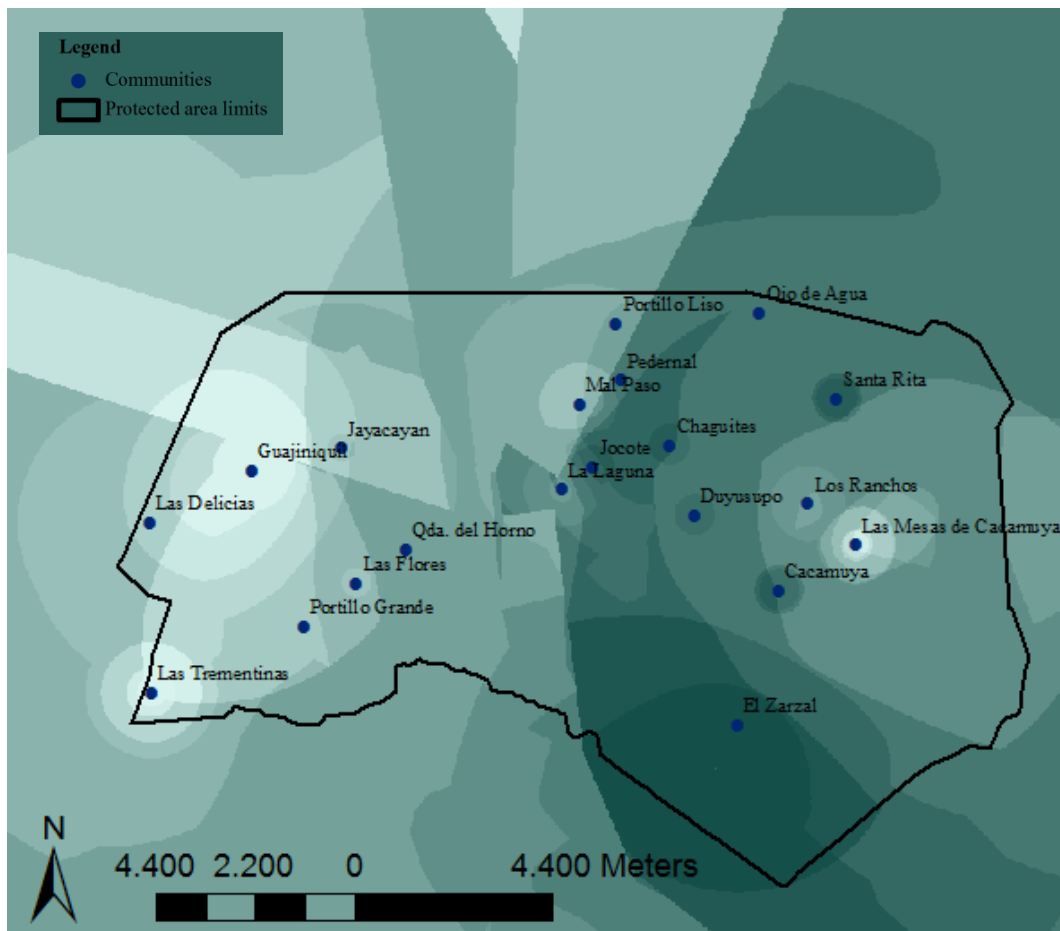 Legend
Communities
Protected area limits
Portillo Liso
Ojo de Agua
Pedernal
Mal Paso
Santa Rita
Jayacayan
Chaguites
Guajiniquil
Jocote
La Laguna
Las Delicias
Duyusupo
Los Ranchos
Qda. del Horno
Las Mesas de Cacamuya
Las Flores
Cacamuya
Portillo Grande
Las Trementinas
El Zarzal
N
4.400 2.200 0 4.400 Meters